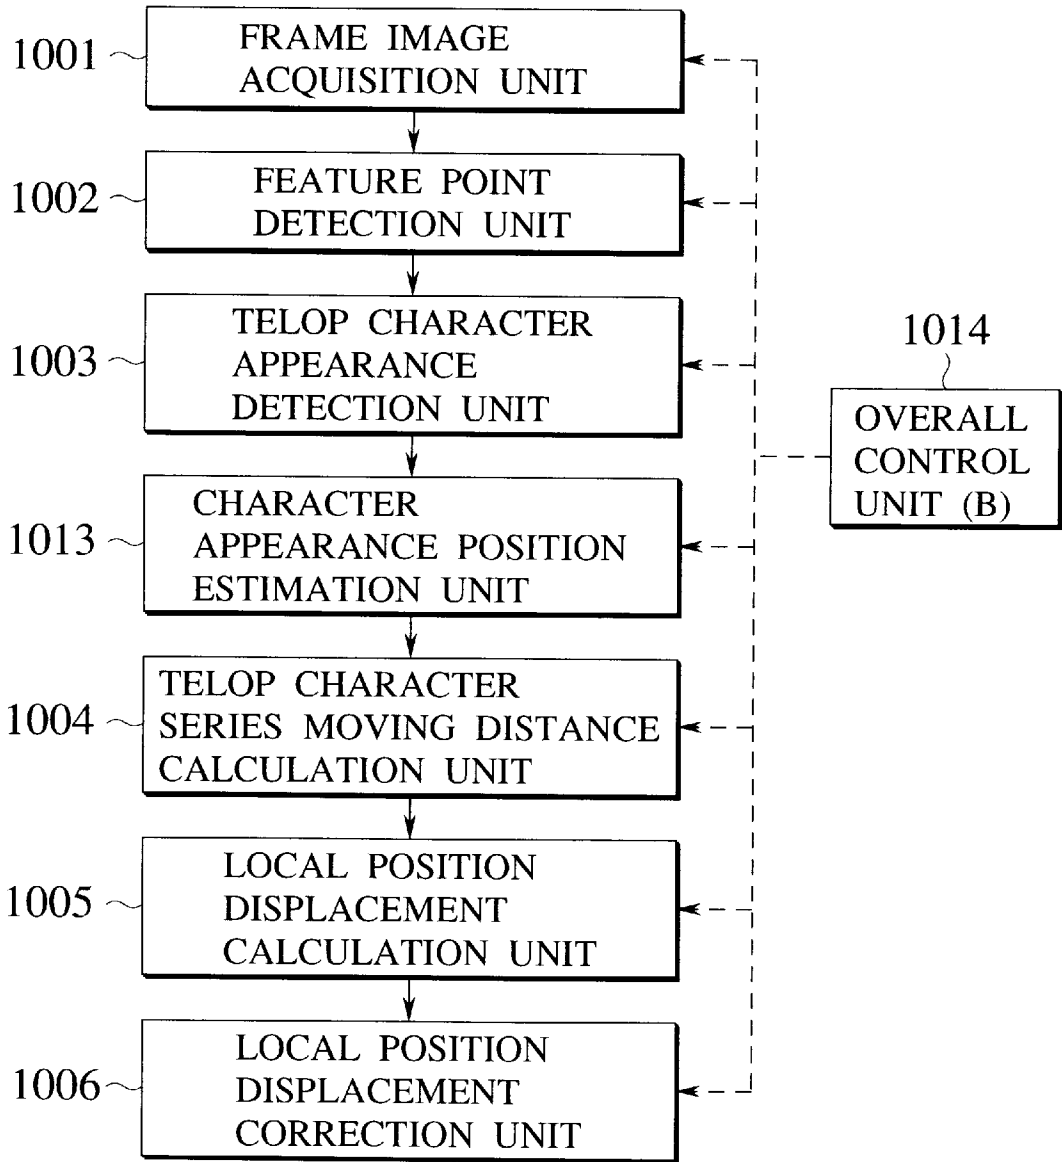 1001
FRAME IMAGE
ACQUISITION UNIT
1002
FEATURE POINT
DETECTION UNIT
1003
TELOP CHARACTER
APPEARANCE
DETECTION UNIT
1014
OVERALL
CONTROL
UNIT (B)
1013
CHARACTER
APPEARANCE POSITION
ESTIMATION UNIT
1004
TELOP CHARACTER
SERIES MOVING DISTANCE
CALCULATION UNIT
1005
LOCAL POSITION
DISPLACEMENT
CALCULATION UNIT
1006
LOCAL POSITION
DISPLACEMENT
CORRECTION UNIT